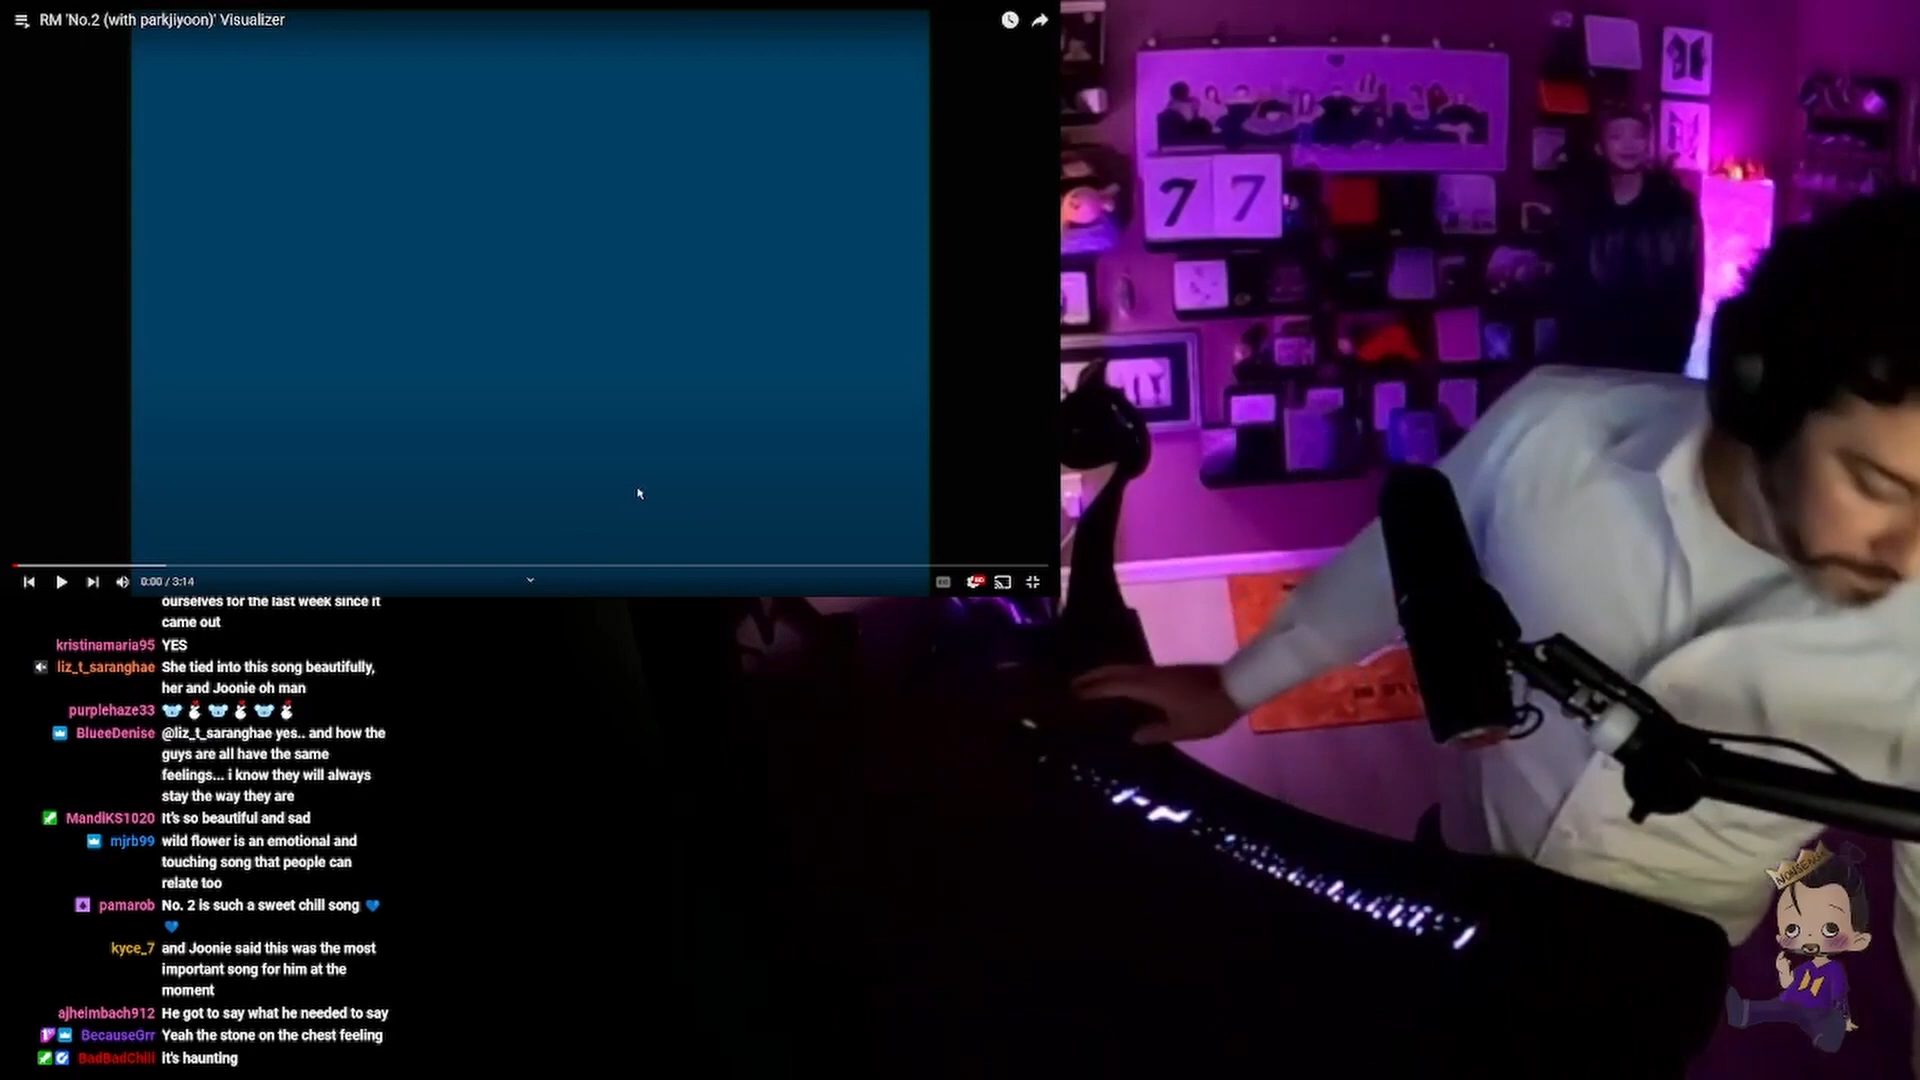 RM 'No.2 (with parkjiyoon)' Visualizer
7 7
0:00 / 3:14
ourselves for the last week since it
came out
kristinamaria95 YES
liz_t_saranghae She tied into this song beautifully,
her and Joonie oh man
purplehaze33
BlueeDenise @liz_t_saranghae yes.. and how the
guys are all have the same
feelings... i know they will always
stay the way they are
MandiKS1020 It's so beautiful and sad
mjrb99 wild flower is an emotional and
touching song that people can
relate too
pamarob No. 2 is such a sweet chill song
kyce_7 and Joonie said this was the most
important song for him at the
moment
ajheimbach912 He got to say what he needed to say
BecauseGrr Yeah the stone on the chest feeling
BadBadChili it's haunting
NONSENSE